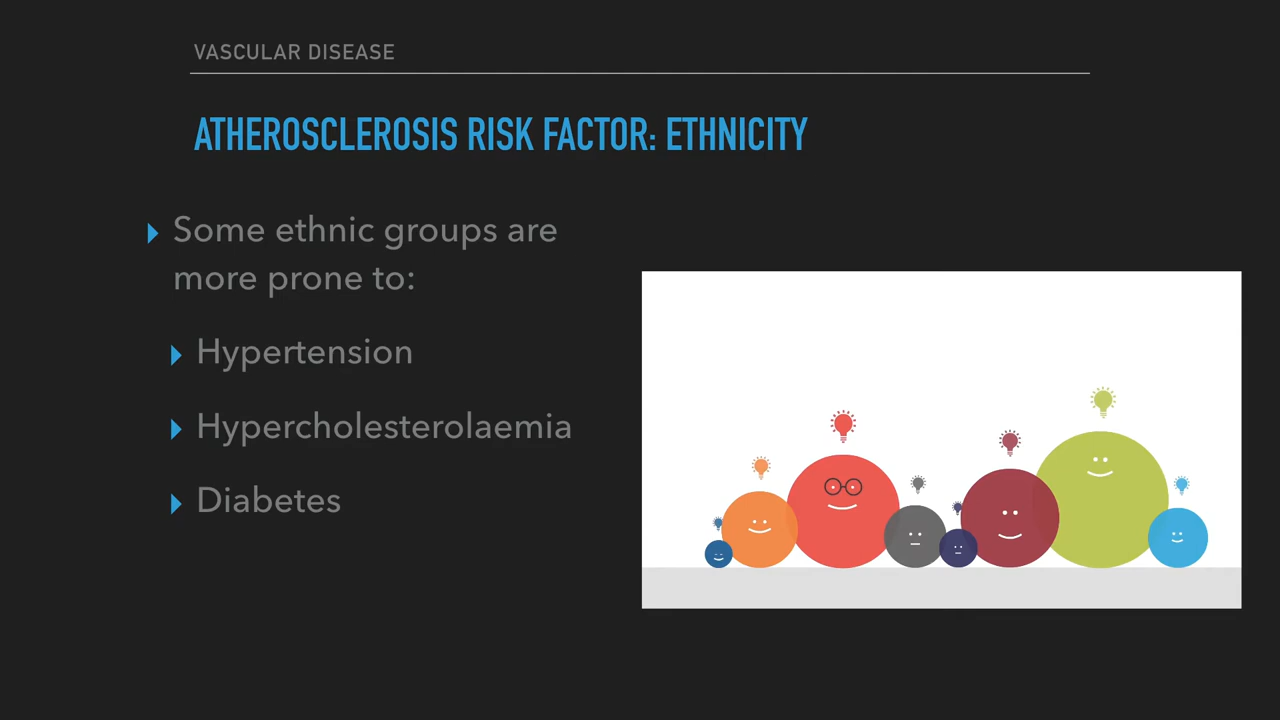 VASCULAR DISEASE
ATHEROSCLEROSIS RISK FACTOR: ETHNICITY
Some ethnic groups are
more prone to:
Hypertension
Hypercholesterolaemia
Diabetes